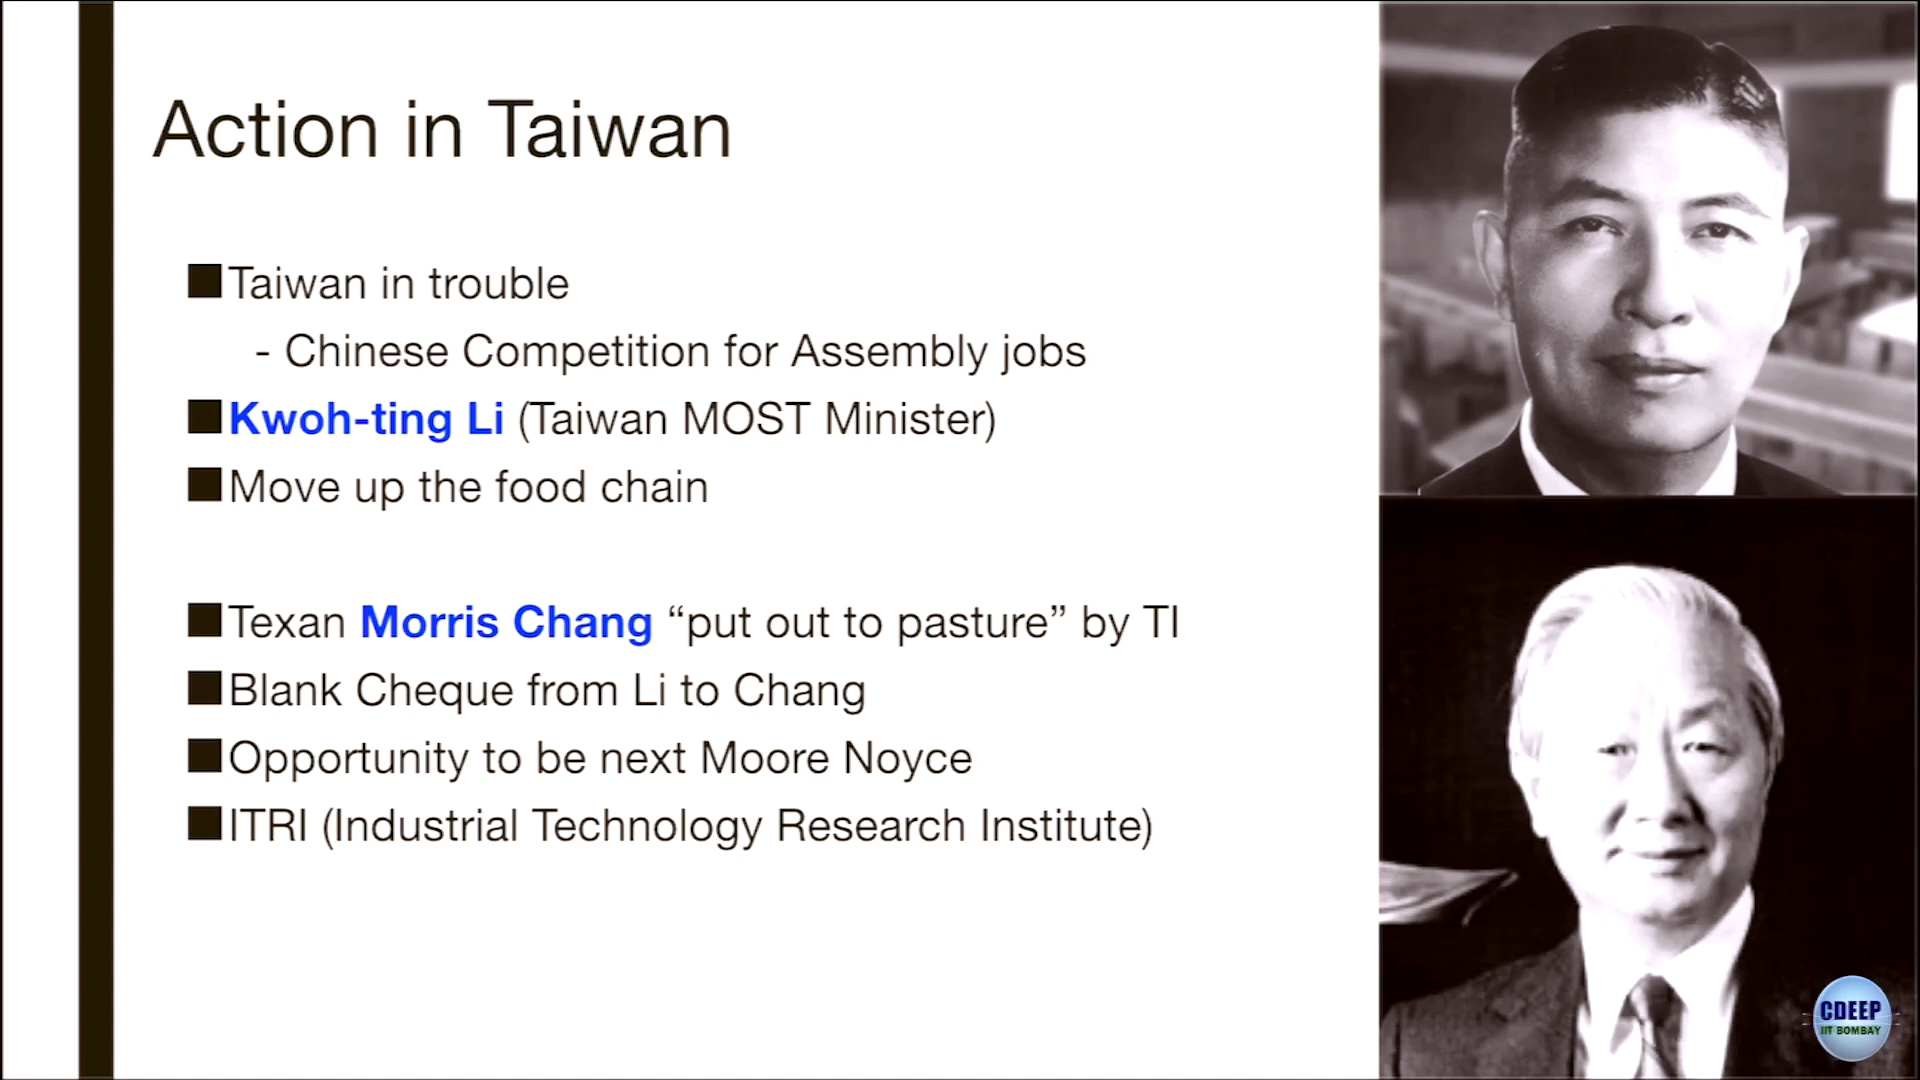 Action in Taiwan
Taiwan in trouble
- Chinese Competition for Assembly jobs
Kwoh-ting Li (Taiwan MOST Minister)
Move up the food chain
Texan Morris Chang “put out to pasture” by TI
Blank Cheque from Li to Chang
Opportunity to be next Moore Noyce
ITRI (Industrial Technology Research Institute)
CDEEP
IIT BOMBAY